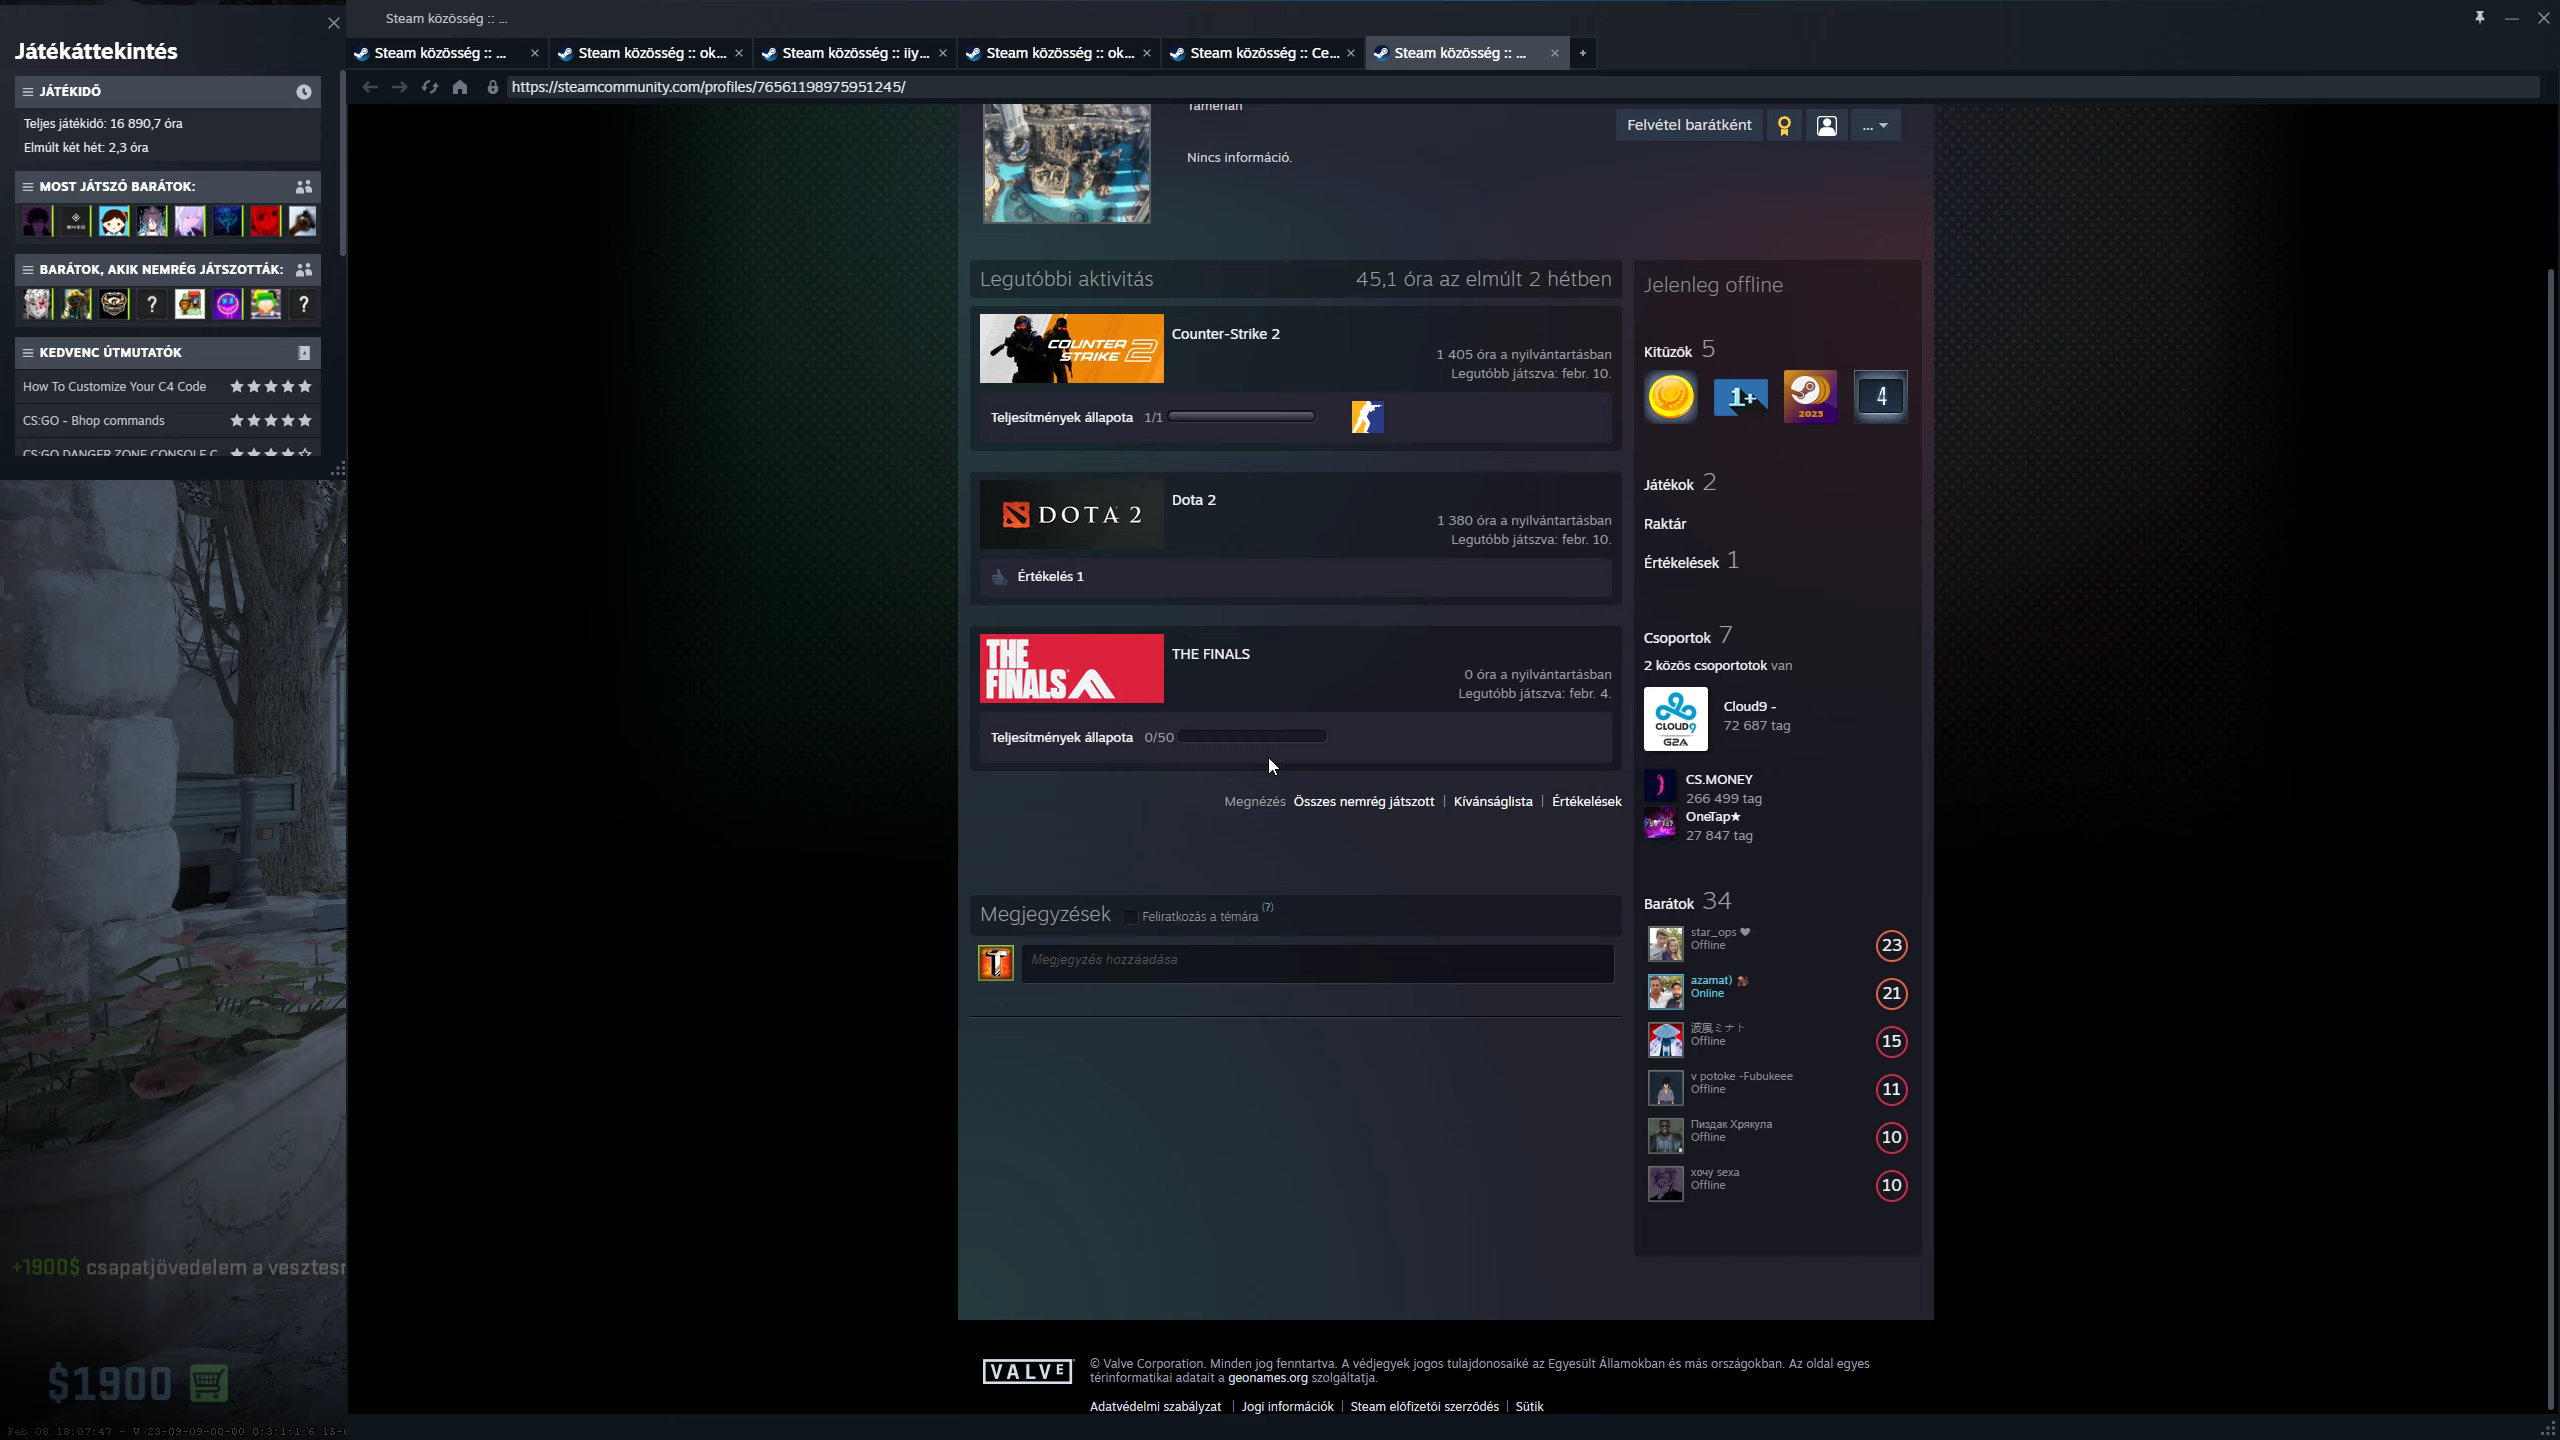 Steam közösség :: ...
Játékáttekintés
JÁTÉKIDŐ
Teljes játékidő: 16 890,7 óra
Elmúlt két hét: 2,3 óra
MOST JÁTSZÓ BARÁTOK:
BARÁTOK, AKIK NEMRÉG JÁTSZOTTÁK:
? ?
KEDVENC ÚTMUTATÓK
How To Customize Your C4 Code ★★★★★
CS:GO - Bhop commands ★★★★★
CS:GO DANGER ZONE CONSOLE C ★★★★☆
+1900$ csapatjövedelem a vesztesr
$1900
Steam közösség :: ...
Steam közösség :: ok...
Steam közösség :: iiy...
Steam közösség :: ok...
Steam közösség :: Ce...
Steam közösség :: ...
https://steamcommunity.com/profiles/76561198975951245/
Tamerlan
Nincs információ.
Felvétel barátként
...
Legutóbbi aktivitás 45,1 óra az elmúlt 2 hétben
COUNTER
STRIKE 2
Counter-Strike 2
1 405 óra a nyilvántartásban
Legutóbb játszva: febr. 10.
Teljesítmények állapota 1/1
DOTA 2
Dota 2
1 380 óra a nyilvántartásban
Legutóbb játszva: febr. 10.
Értékelés 1
THE
FINALS
THE FINALS
0 óra a nyilvántartásban
Legutóbb játszva: febr. 4.
Teljesítmények állapota 0/50
Megnézés Összes nemrég játszott | Kívánságlista | Értékelések
Megjegyzések Feliratkozás a témára (?)
Megjegyzés hozzáadása
Jelenleg offline
Kitűzők 5
1+
2023
4
Játékok 2
Raktár
Értékelések 1
Csoportok 7
2 közös csoportotok van
CLOUD9
G2A
Cloud9 -
72 687 tag
CS.MONEY
266 499 tag
OneTap★
27 847 tag
Barátok 34
star_ops ♥
Offline
23
azamat)
Online
21
波風ミナト
Offline
15
v potoke -Fubukeee
Offline
11
Пиздак Хрякула
Offline
10
хочу sexa
Offline
10
VALVE
© Valve Corporation. Minden jog fenntartva. A védjegyek jogos tulajdonosaiké az Egyesült Államokban és más országokban. Az oldal egyes
térinformatikai adatait a geonames.org szolgáltatja.
Adatvédelmi szabályzat | Jogi információk | Steam előfizetői szerződés | Sütik